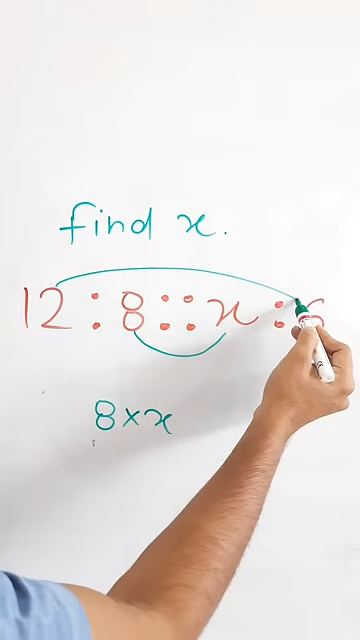 find x.
12 : 8 :: x :
8×x